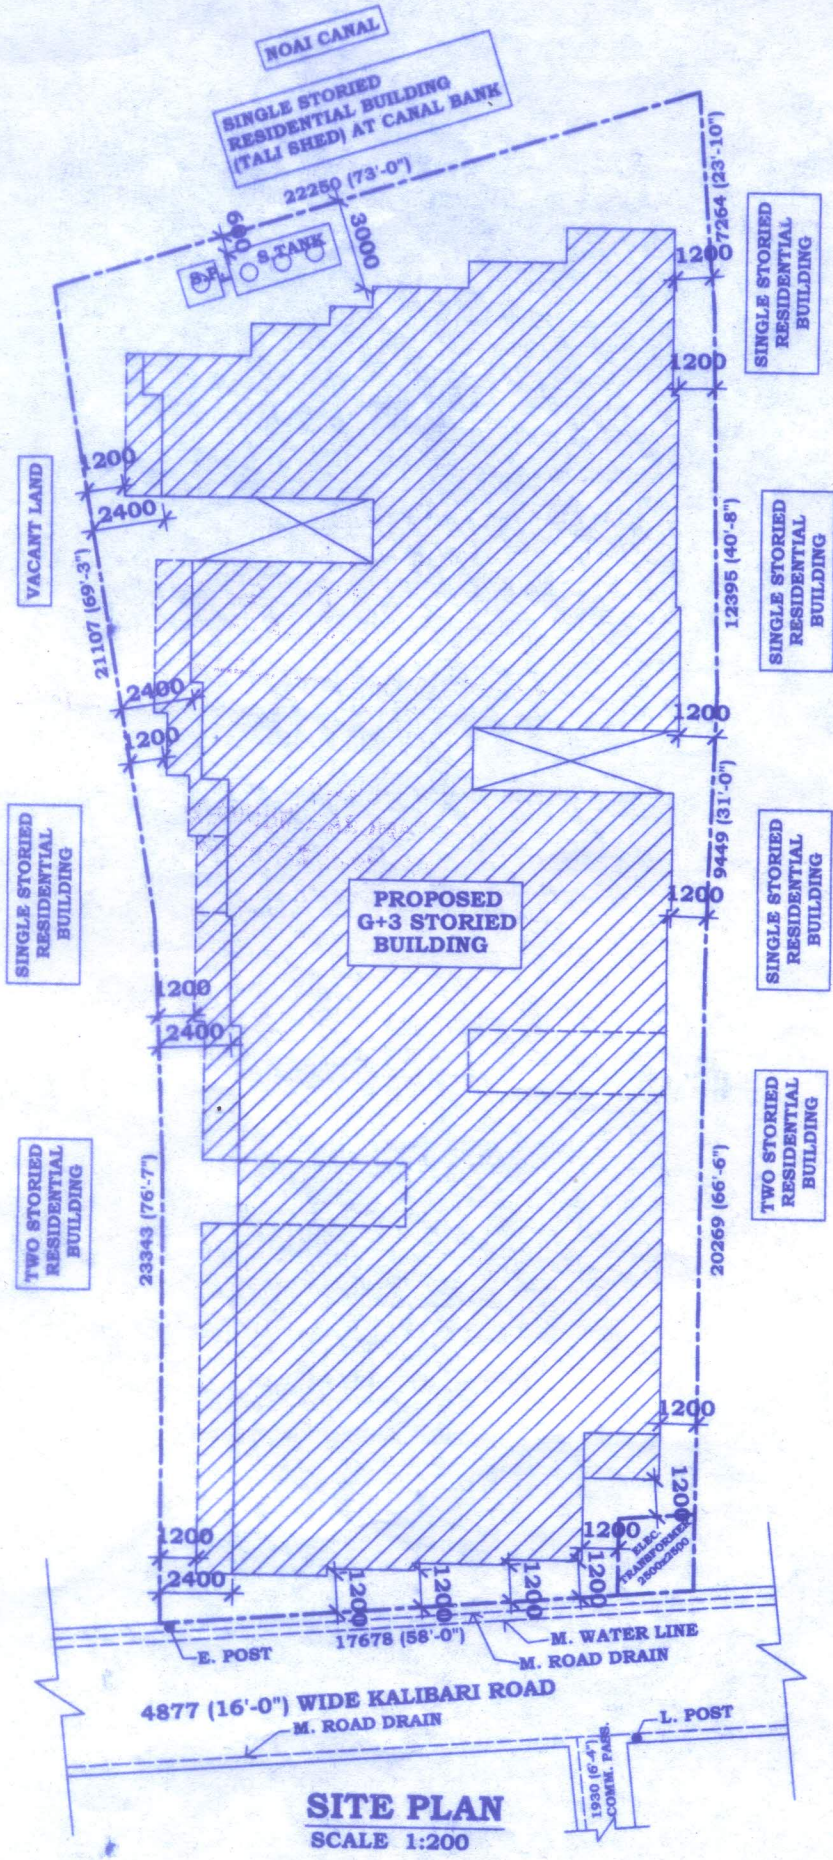 NOAI CANAL
SINGLE STORIED
RESIDENTIAL BUILDING
(TALI SHED) AT CANAL BANK
22250 (73'-0")
7264 (23'-10")
600
3000
S.P.
S.TANK
1200
SINGLE STORIED
RESIDENTIAL
BUILDING
1200
1200
2400
VACANT LAND
21107 (69'-3")
12395 (40'-8")
SINGLE STORIED
RESIDENTIAL
BUILDING
2400
1200
1200
9449 (31'-0")
SINGLE STORIED
RESIDENTIAL
BUILDING
PROPOSED
G+3 STORIED
BUILDING
1200
SINGLE STORIED
RESIDENTIAL
BUILDING
1200
2400
TWO STORIED
RESIDENTIAL
BUILDING
23343 (76'-7")
20269 (66'-6")
TWO STORIED
RESIDENTIAL
BUILDING
1200
1200
1200
ELEC.
TRANSFORMER
2500x2500
1200
2400
1200
1200
1200
1200
17678 (58'-0")
E. POST
M. WATER LINE
M. ROAD DRAIN
4877 (16'-0") WIDE KALIBARI ROAD
M. ROAD DRAIN
L. POST
1930 (6'-4")
COMM. PASS.
SITE PLAN
SCALE 1:200